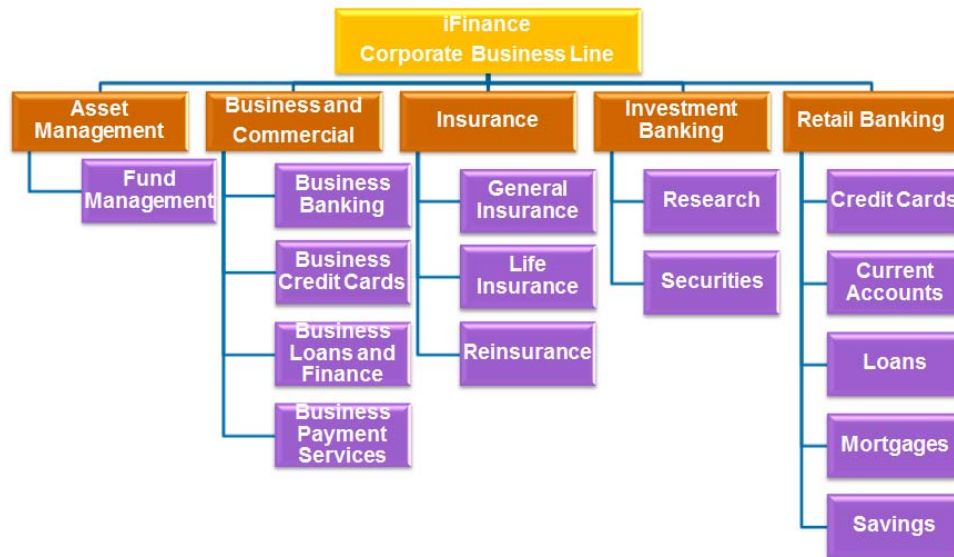 iFinance
Corporate Business Line
Asset
Management
Fund
Management
Business and
Commercial
Business
Banking
Business
Credit Cards
Business
Loans and
Finance
Business
Payment
Services
Insurance
General
Insurance
Life
Insurance
Reinsurance
Investment
Banking
Research
Securities
Retail Banking
Credit Cards
Current
Accounts
Loans
Mortgages
Savings